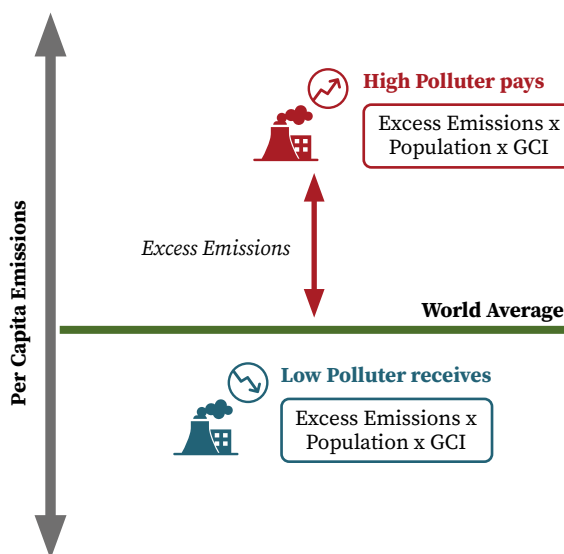 High Polluter pays
Excess Emissions x
Population x GCI
Excess Emissions
Per Capita Emissions
World Average
Low Polluter receives
Excess Emissions x
Population x GCI